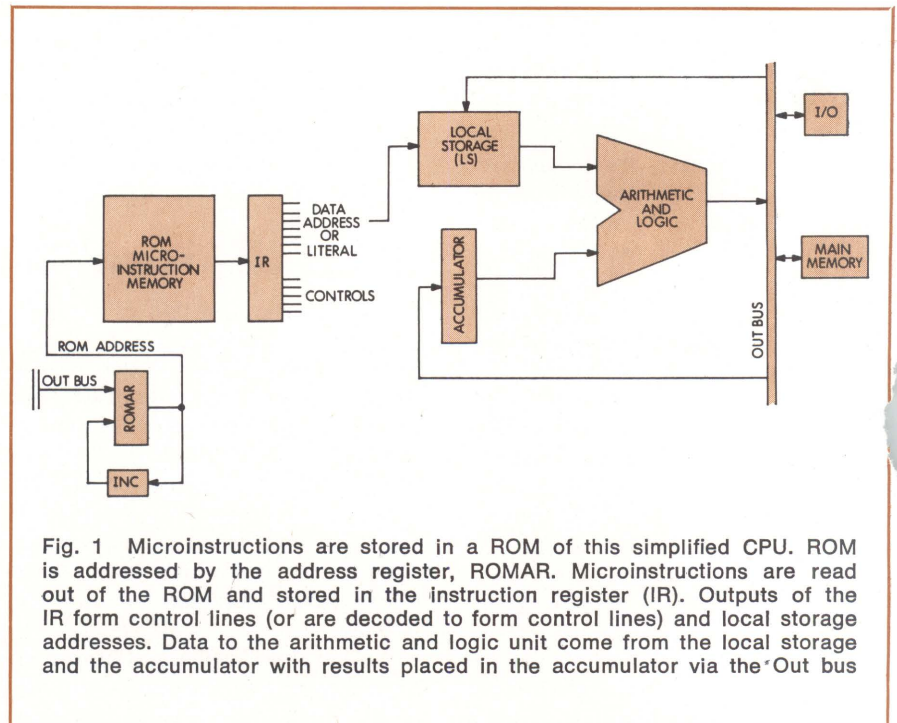 LOCAL
STORAGE
(LS)
I/O
ARITHMETIC
AND
LOGIC
DATA
ADDRESS
OR
LITERAL
ROM
MICRO-
INSTRUCTION
MEMORY
IR
CONTROLS
ACCUMULATOR
MAIN
MEMORY
OUT BUS
ROM ADDRESS
OUT BUS
ROMAR
INC
Fig. 1 Microinstructions are stored in a ROM of this simplified CPU. ROM
is addressed by the address register, ROMAR. Microinstructions are read
out of the ROM and stored in the instruction register (IR). Outputs of the
IR form control lines (or are decoded to form control lines) and local storage
addresses. Data to the arithmetic and logic unit come from the local storage
and the accumulator with results placed in the accumulator via the Out bus